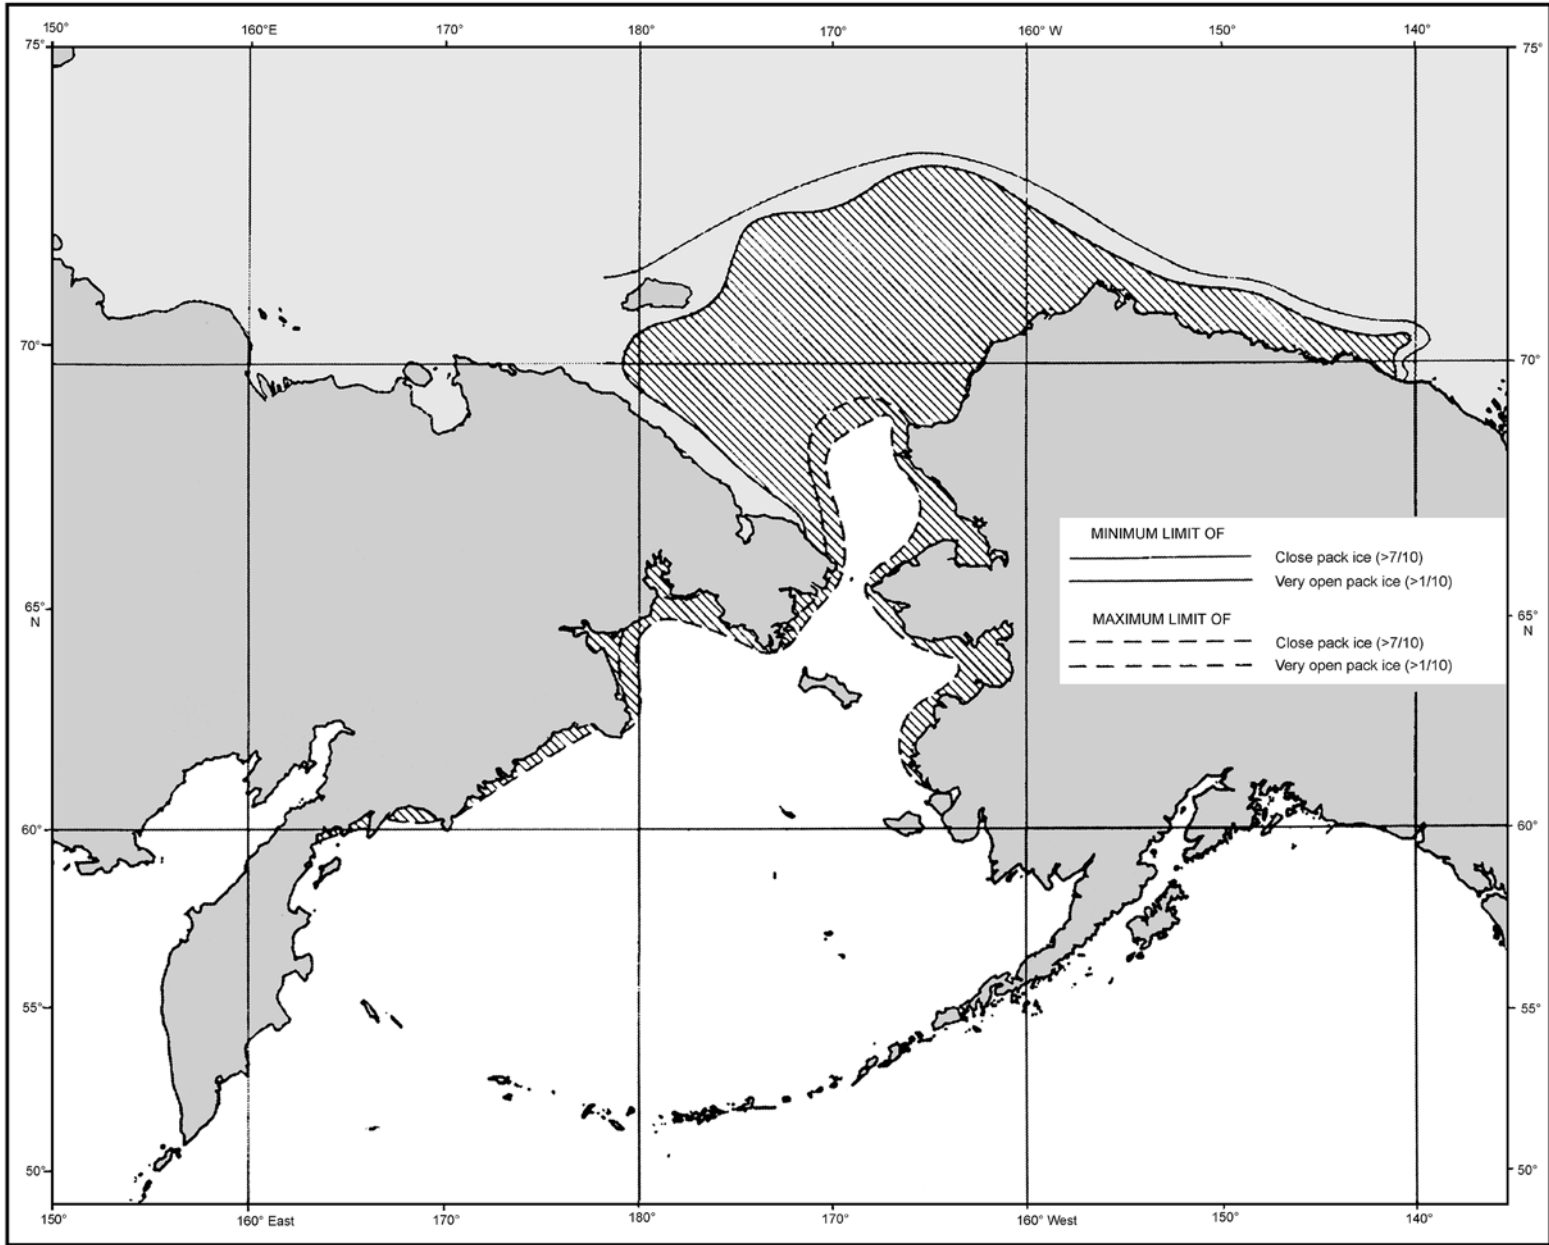 150° 160°E 170° 180° 170° 160° W 150° 140°
75° 75°
70° 70°
MINIMUM LIMIT OF
Close pack ice (>7/10)
Very open pack ice (>1/10)
MAXIMUM LIMIT OF
Close pack ice (>7/10)
Very open pack ice (>1/10)
65° 65°
N N
60° 60°
55° 55°
50° 50°
150° 160° East 170° 180° 170° 160° West 150° 140°